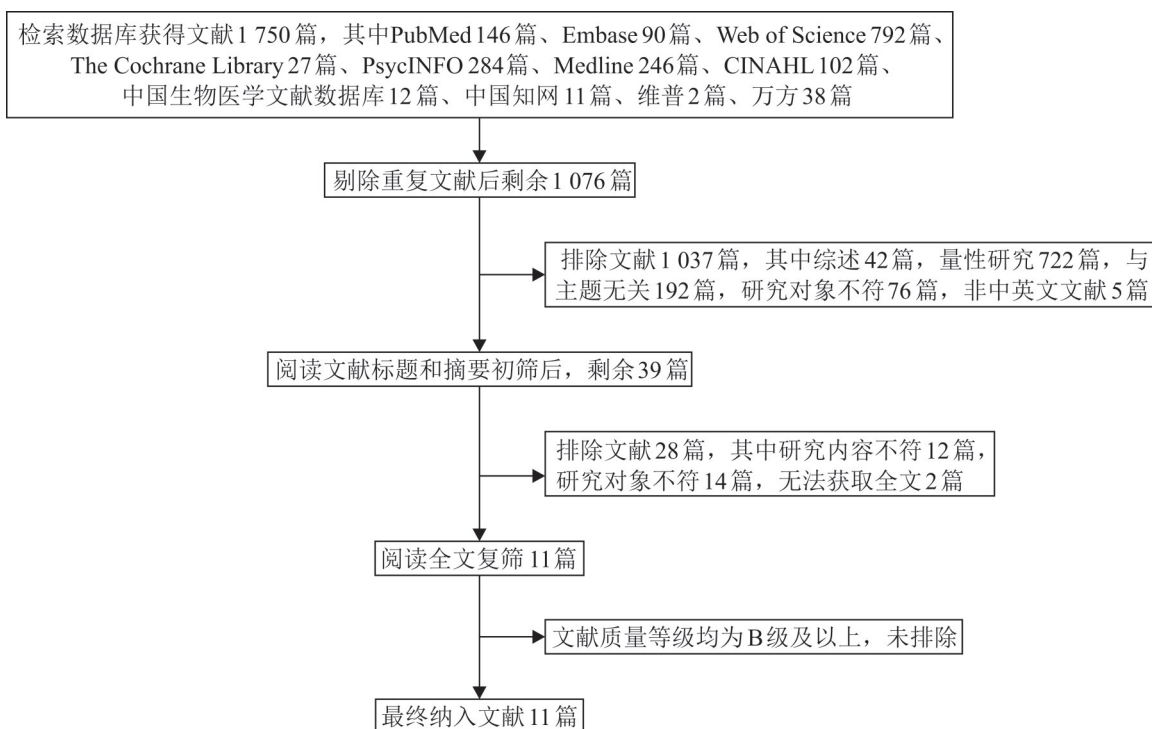 检索数据库获得文献1 750篇，其中PubMed 146篇、Embase 90篇、Web of Science 792篇、
The Cochrane Library 27篇、PsycINFO 284篇、Medline 246篇、CINAHL 102篇、
中国生物医学文献数据库12篇、中国知网11篇、维普2篇、万方38篇
剔除重复文献后剩余1 076篇
排除文献1 037篇，其中综述42篇，量性研究722篇，与
主题无关192篇，研究对象不符76篇，非中英文文献5篇
阅读文献标题和摘要初筛后，剩余39篇
排除文献28篇，其中研究内容不符12篇，
研究对象不符14篇，无法获取全文2篇
阅读全文复筛11篇
文献质量等级均为B级及以上，未排除
最终纳入文献11篇